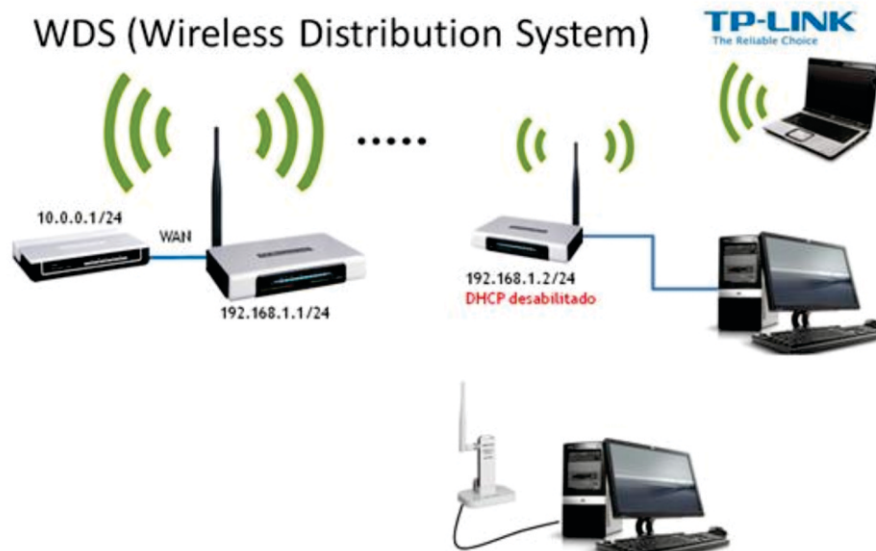 WDS (Wireless Distribution System)
TP-LINK
The Reliable Choice
10.0.0.1/24
WAN
192.168.1.1/24
192.168.1.2/24
DHCP desabilitado